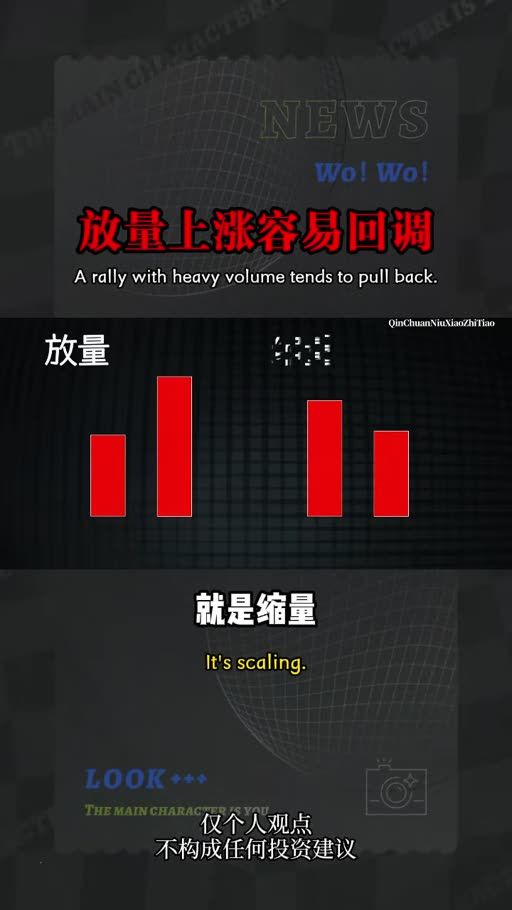 THE MAIN CHARACTER IS
NEWS
Wo! Wo!
放量上涨容易回调
A rally with heavy volume tends to pull back.
QinChuanNiuXiaoZhiTiao
放量
就是缩量
It's scaling.
LOOK+++
THE MAIN CHARACTER IS YOU
仅个人观点
不构成任何投资建议